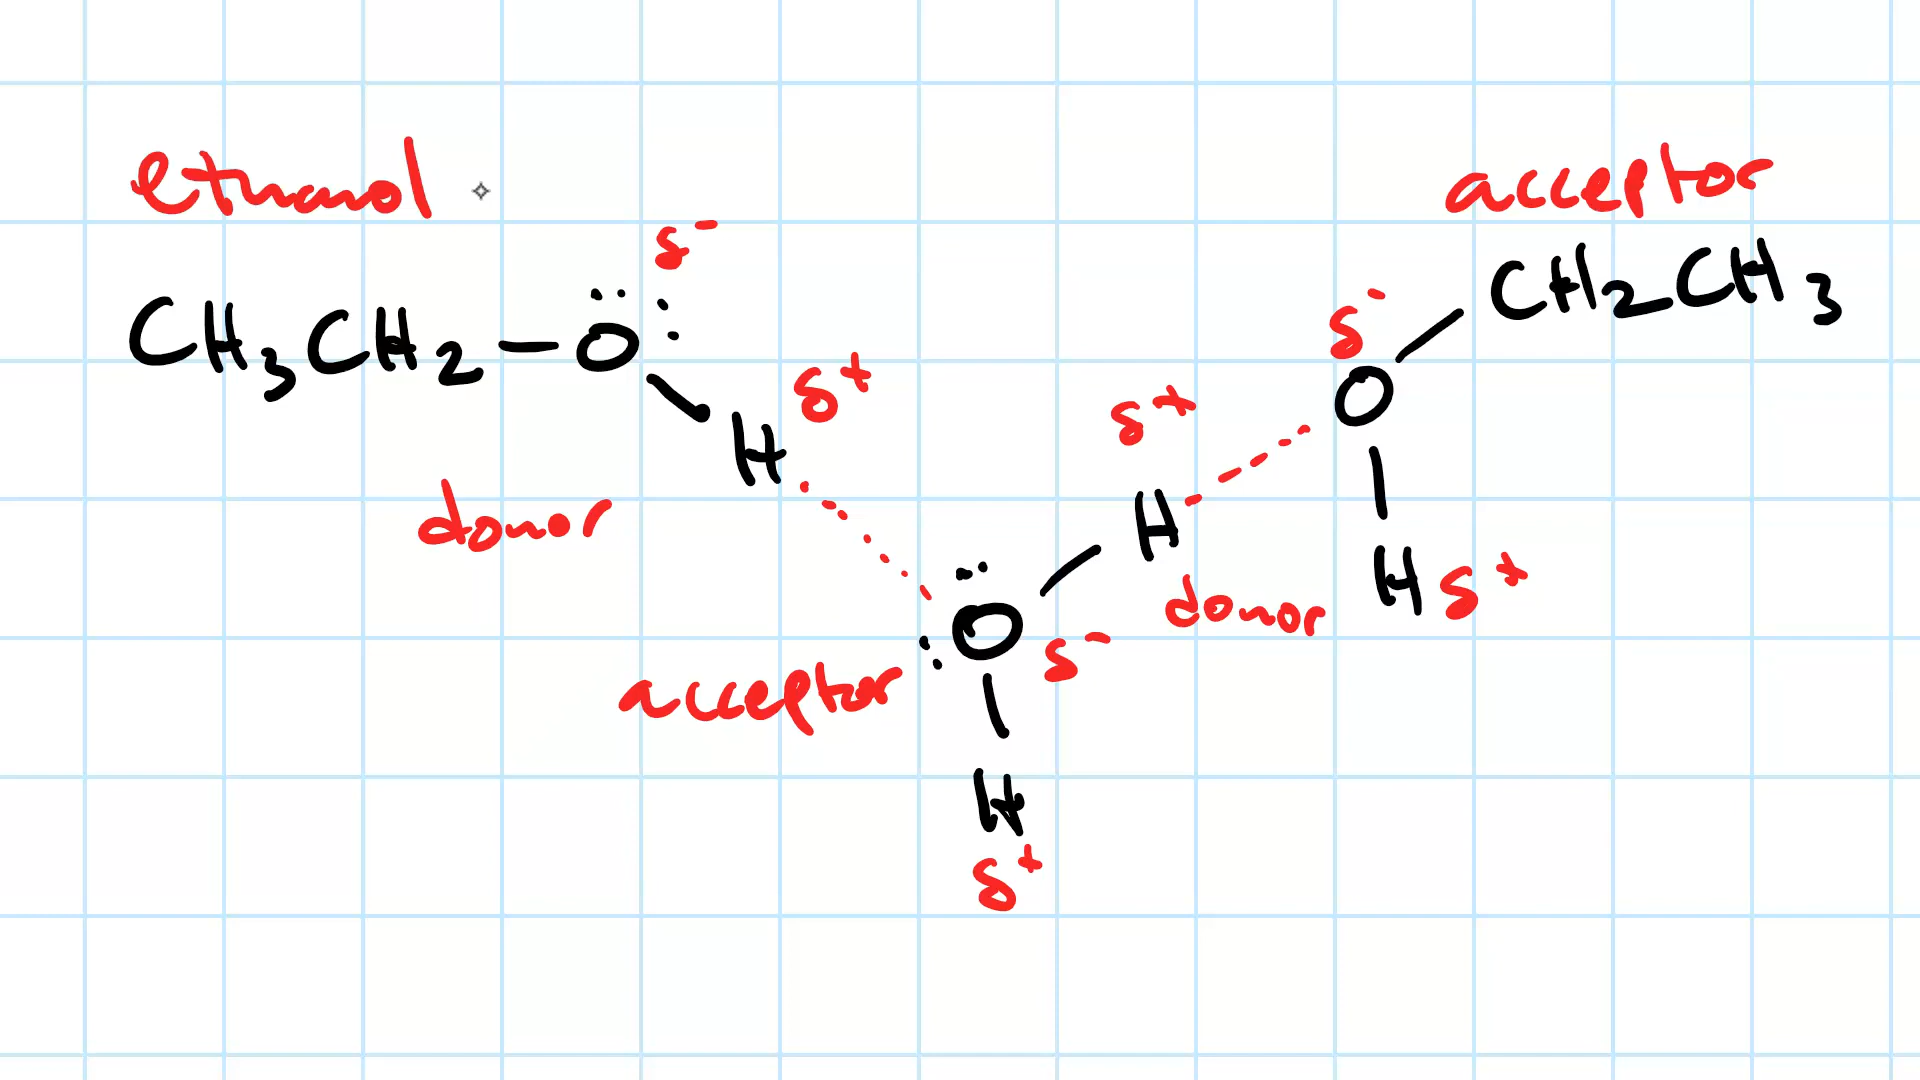 ethanol
acceptor
δ-
CH₂CH₃
δ-
CH₃CH₂—O
δ+
O
δ+
H
H
donor
H δ+
donor
O
δ-
acceptor
H
δ+